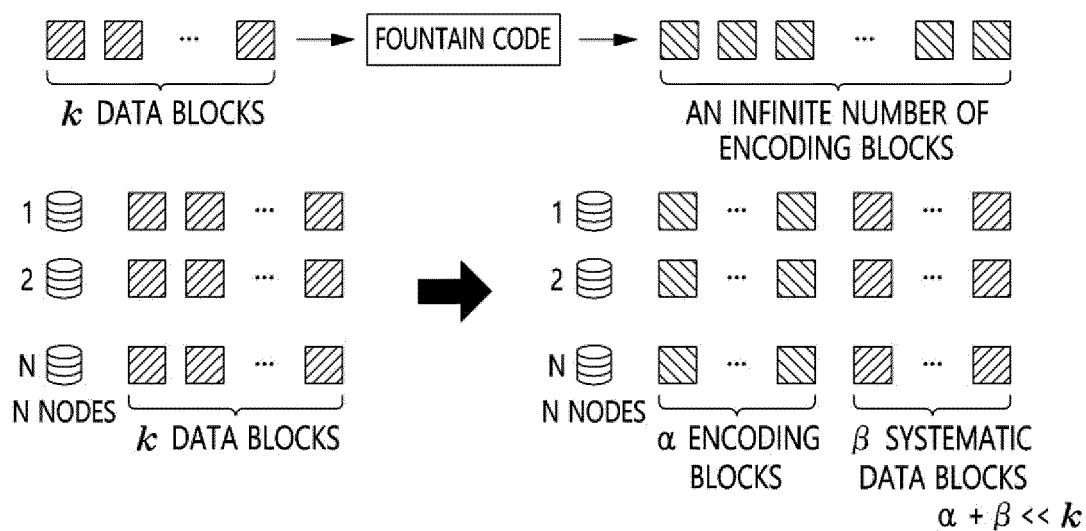 ... FOUNTAIN CODE ...
k DATA BLOCKS
AN INFINITE NUMBER OF
ENCODING BLOCKS
1 ... 1 ... ...
2 ... 2 ... ...
N ... N ... ...
N NODES
k DATA BLOCKS
N NODES
α ENCODING
BLOCKS
β SYSTEMATIC
DATA BLOCKS
α + β << k